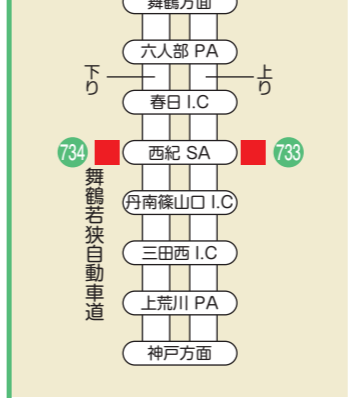 舞鶴方面
六人部 PA
下り
上り
春日 I.C
734
西紀 SA
733
舞鶴若狭自動車道
丹南篠山口 I.C
三田西 I.C
上荒川 PA
神戸方面